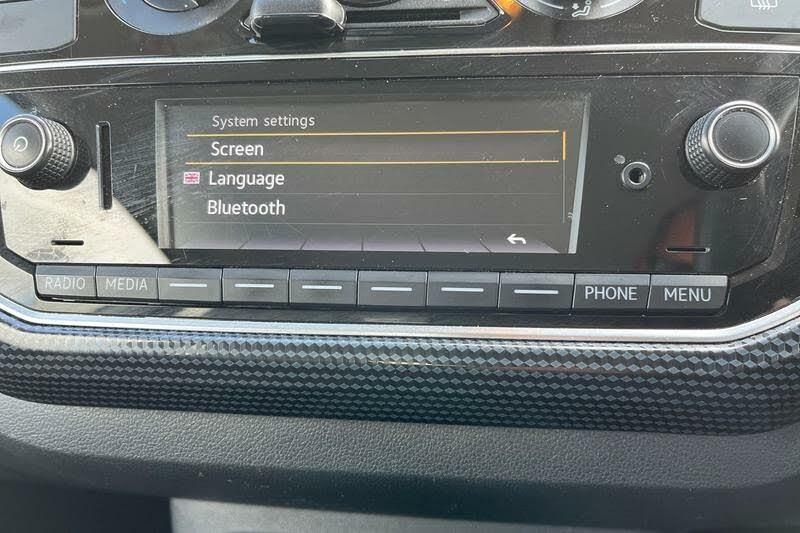 System settings
Screen
Language
Bluetooth
RADIO MEDIA PHONE MENU